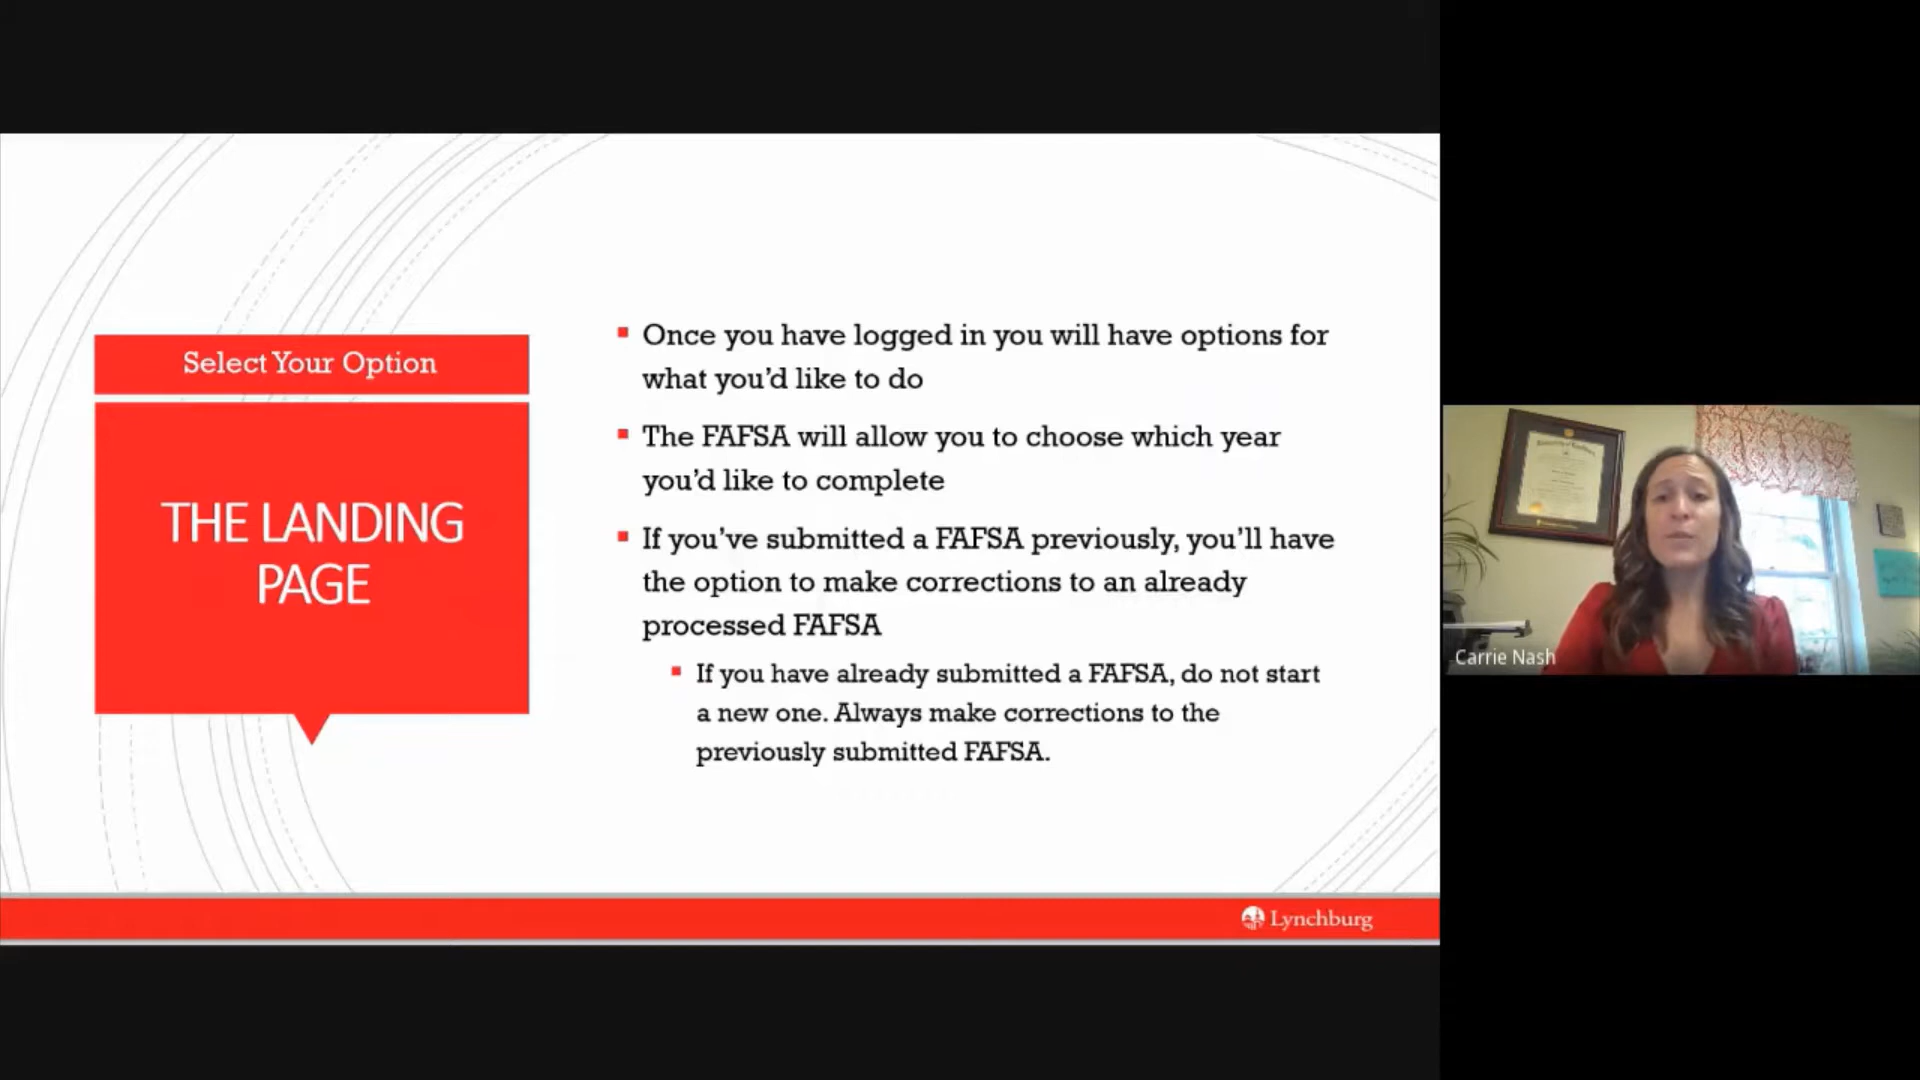 Select Your Option
THE LANDING
PAGE
Once you have logged in you will have options for
what you'd like to do
The FAFSA will allow you to choose which year
you'd like to complete
If you've submitted a FAFSA previously, you'll have
the option to make corrections to an already
processed FAFSA
If you have already submitted a FAFSA, do not start
a new one. Always make corrections to the
previously submitted FAFSA.
Lynchburg
Carrie Nash